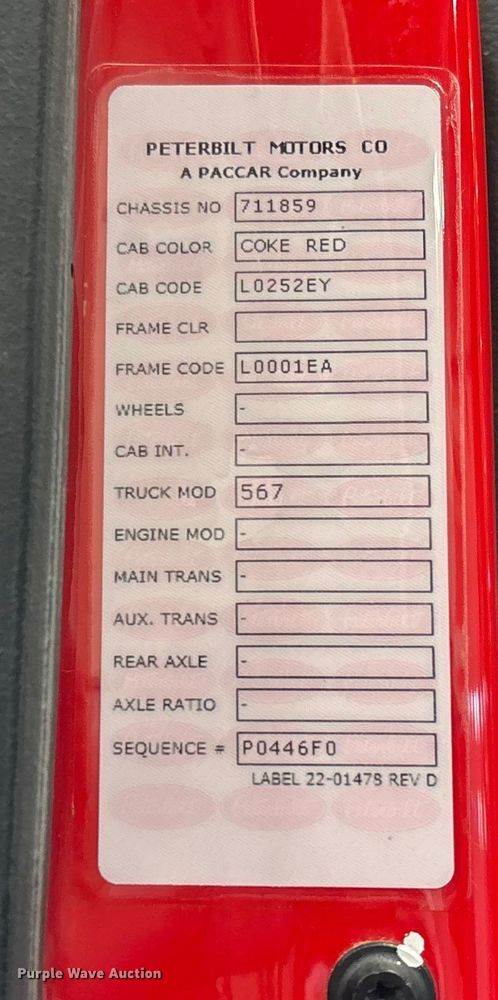 PETERBILT MOTORS CO
A PACCAR Company
CHASSIS NO 711859
CAB COLOR COKE RED
CAB CODE L0252EY
FRAME CLR
FRAME CODE L0001EA
WHEELS -
CAB INT. -
TRUCK MOD 567
ENGINE MOD -
MAIN TRANS -
AUX. TRANS -
REAR AXLE -
AXLE RATIO -
SEQUENCE # P0446F0
LABEL 22-01478 REV D
Purple Wave Auction